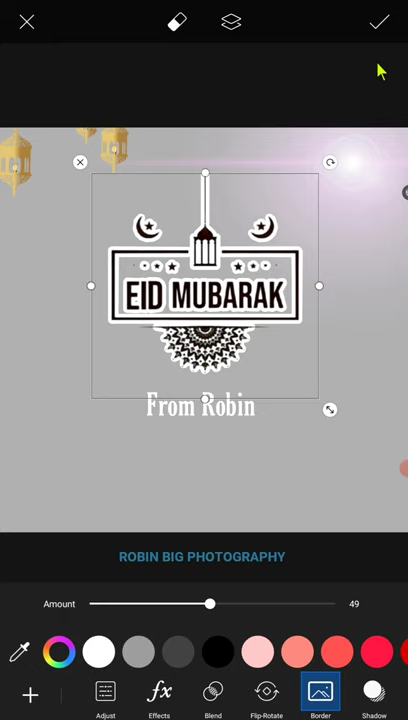 EID MUBARAK
From Robin
ROBIN BIG PHOTOGRAPHY
Amount 49
Adjust Effects Blend Flip-Rotate Border Shadow